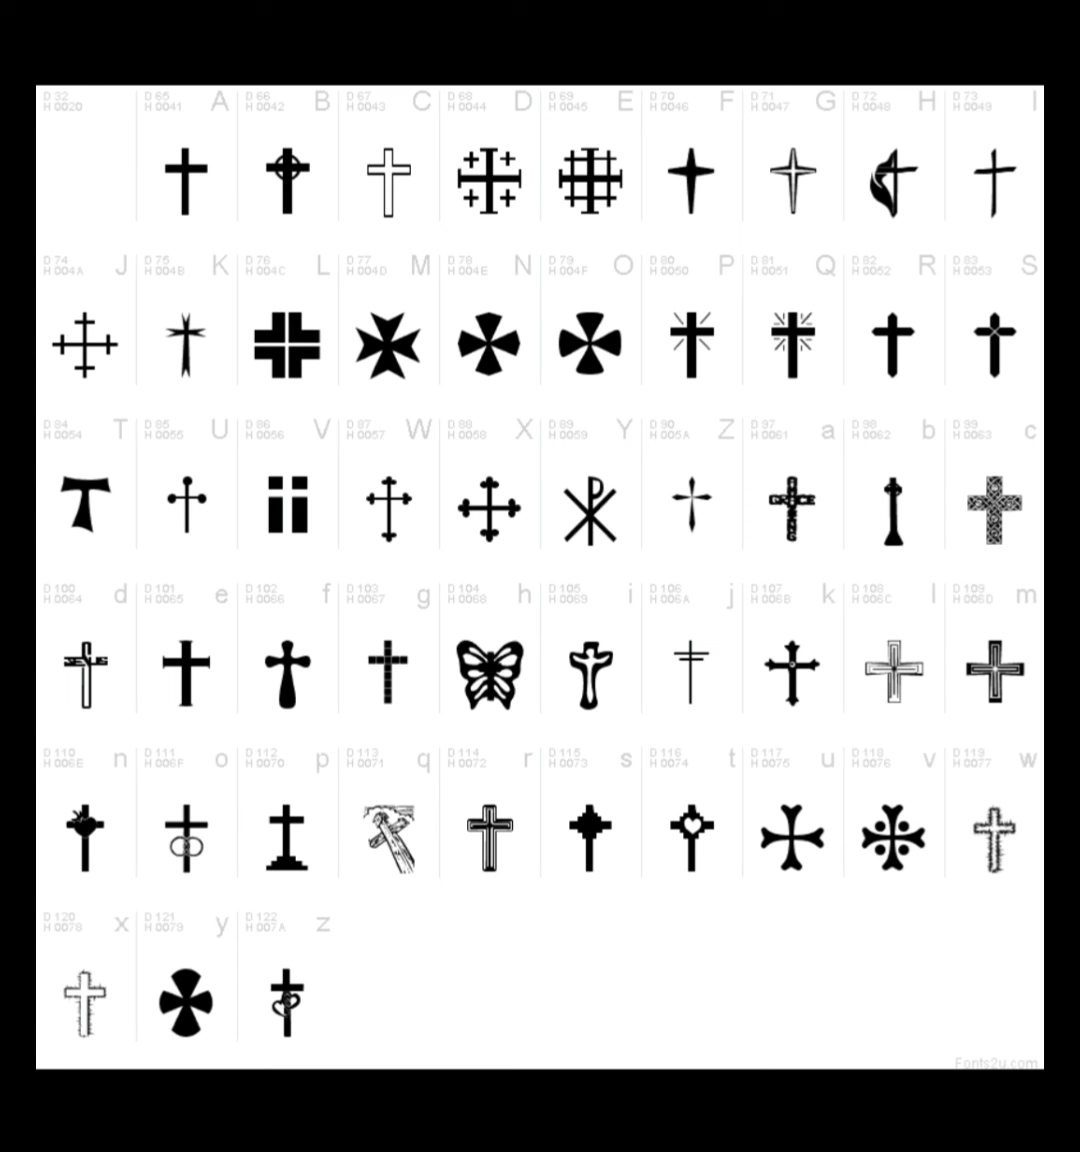 D 32
H 0020
D 65
H 0041 A
D 66
H 0042 B
D 67
H 0043 C
D 68
H 0044 D
D 69
H 0045 E
D 70
H 0046 F
D 71
H 0047 G
D 72
H 0048 H
D 73
H 0049 I
D 74
H 004A J
D 75
H 004B K
D 76
H 004C L
D 77
H 004D M
D 78
H 004E N
D 79
H 004F O
D 80
H 0050 P
D 81
H 0051 Q
D 82
H 0052 R
D 83
H 0053 S
D 84
H 0054 T
D 85
H 0055 U
D 86
H 0056 V
D 87
H 0057 W
D 88
H 0058 X
D 89
H 0059 Y
D 90
H 005A Z
D 97
H 0061 a
D 98
H 0062 b
D 99
H 0063 c
GRACE
D 100
H 0064 d
D 101
H 0065 e
D 102
H 0066 f
D 103
H 0067 g
D 104
H 0068 h
D 105
H 0069 i
D 106
H 006A j
D 107
H 006B k
D 108
H 006C l
D 109
H 006D m
JESUS
D 110
H 006E n
D 111
H 006F o
D 112
H 0070 p
D 113
H 0071 q
D 114
H 0072 r
D 115
H 0073 s
D 116
H 0074 t
D 117
H 0075 u
D 118
H 0076 v
D 119
H 0077 w
D 120
H 0078 x
D 121
H 0079 y
D 122
H 007A z
Fonts2u.com